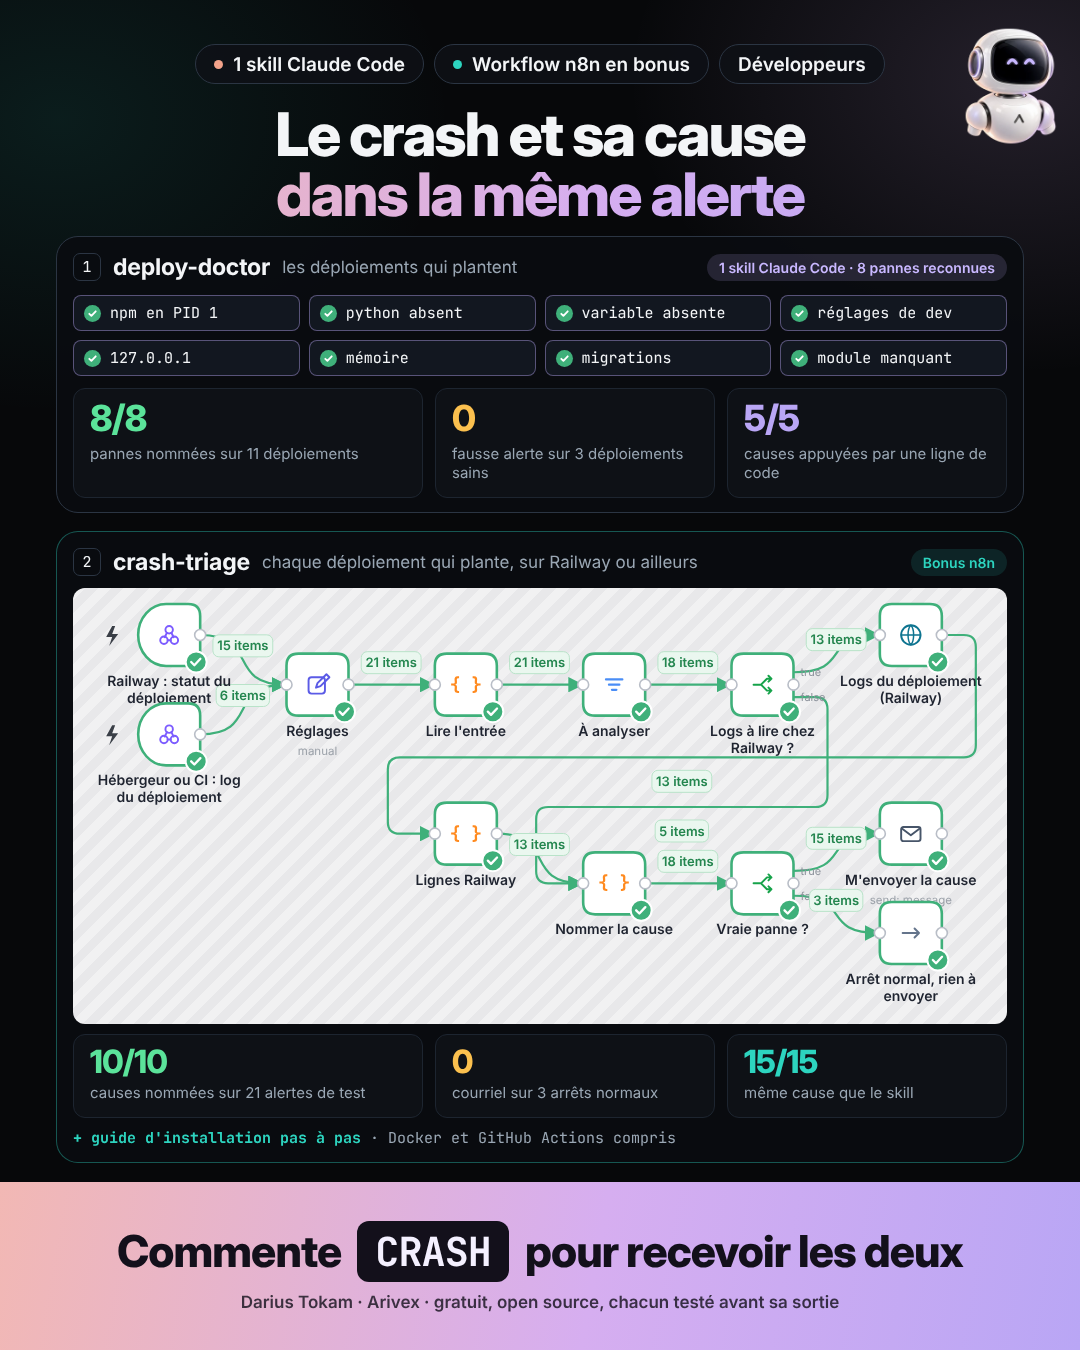 1 skill Claude Code
Workflow n8n en bonus
Développeurs
Le crash et sa cause
dans la même alerte
1
deploy-doctor
les déploiements qui plantent
1 skill Claude Code · 8 pannes reconnues
npm en PID 1
python absent
variable absente
réglages de dev
127.0.0.1
mémoire
migrations
module manquant
8/8
pannes nommées sur 11 déploiements
0
fausse alerte sur 3 déploiements
sains
5/5
causes appuyées par une ligne de
code
2
crash-triage
chaque déploiement qui plante, sur Railway ou ailleurs
Bonus n8n
15 items
Railway : statut du
déploiement
6 items
Hébergeur ou CI : log
du déploiement
Réglages
manual
21 items
{ }
Lire l'entrée
21 items
À analyser
18 items
true
false
Logs à lire chez
Railway ?
13 items
Logs du déploiement
(Railway)
13 items
{ }
Lignes Railway
13 items
{ }
Nommer la cause
5 items
18 items
true
Vraie panne ?
15 items
M'envoyer la cause
send: message
3 items
Arrêt normal, rien à
envoyer
10/10
causes nommées sur 21 alertes de test
0
courriel sur 3 arrêts normaux
15/15
même cause que le skill
+ guide d'installation pas à pas · Docker et GitHub Actions compris
Commente CRASH pour recevoir les deux
Darius Tokam · Arivex · gratuit, open source, chacun testé avant sa sortie